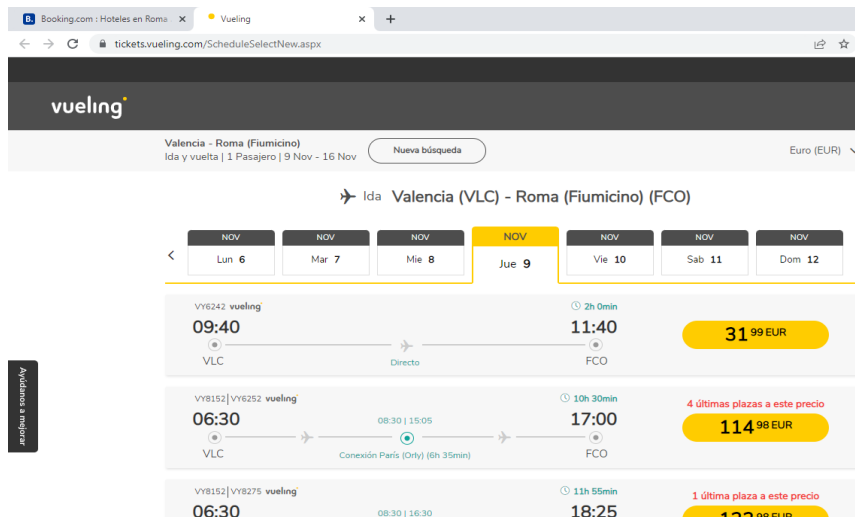 Booking.com : Hoteles en Roma
Vueling
tickets.vueling.com/ScheduleSelectNew.aspx
vueling
Valencia - Roma (Fiumicino)
Ida y vuelta | 1 Pasajero | 9 Nov - 16 Nov
Nueva búsqueda
Euro (EUR)
Ida Valencia (VLC) - Roma (Fiumicino) (FCO)
NOV NOV NOV NOV NOV NOV NOV
Lun 6 Mar 7 Mie 8 Jue 9 Vie 10 Sab 11 Dom 12
VY6242 vueling
2h 0min
09:40 11:40
31 99 EUR
VLC Directo FCO
Ayúdanos a mejorar
VY8152 | VY6252 vueling
10h 30min
4 últimas plazas a este precio
06:30 08:30 | 15:05 17:00
114 98 EUR
VLC Conexión París (Orly) (6h 35min) FCO
VY8152 | VY8275 vueling
11h 55min
1 última plaza a este precio
06:30 08:30 | 16:30 18:25
98 EUR